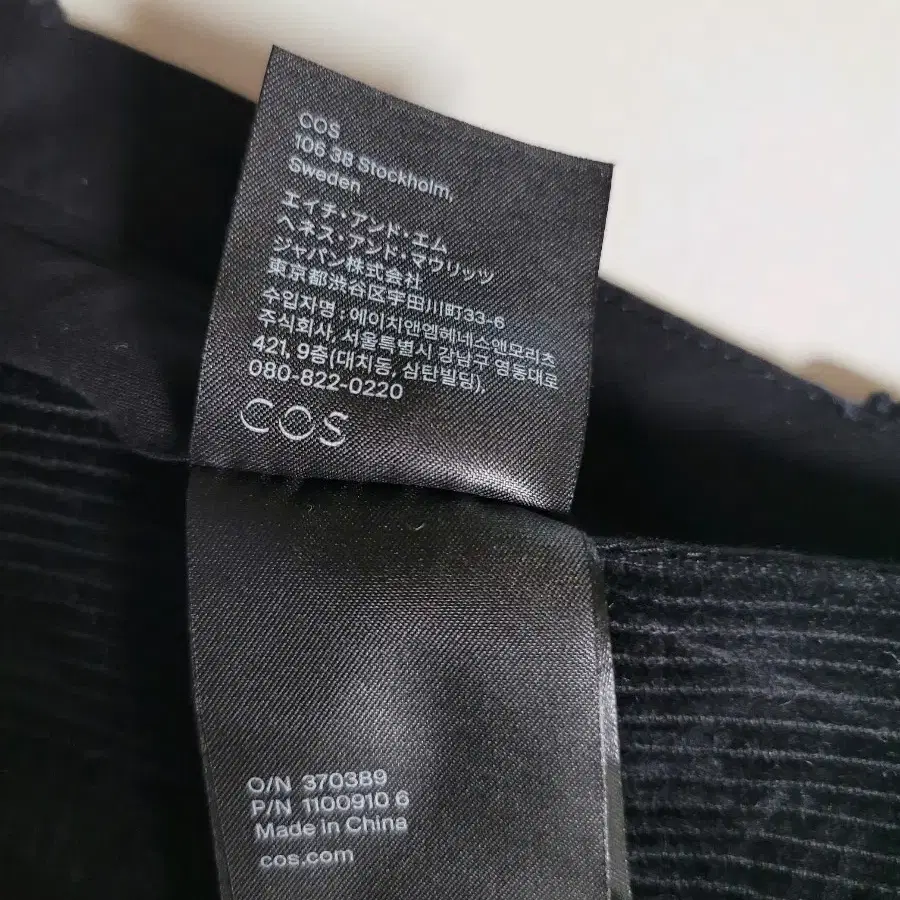 COS
106 38 Stockholm,
Sweden
エイチ・アンド・エム
ヘネス・アンド・マウリッツ
ジャパン株式会社
東京都渋谷区宇田川町33-6
수입자명 : 에이치앤엠헤네스앤모리츠
주식회사, 서울특별시 강남구 영동대로
421, 9층(대치동, 삼탄빌딩),
080-822-0220
COS
O/N 370389
P/N 1100910 6
Made in China
cos.com